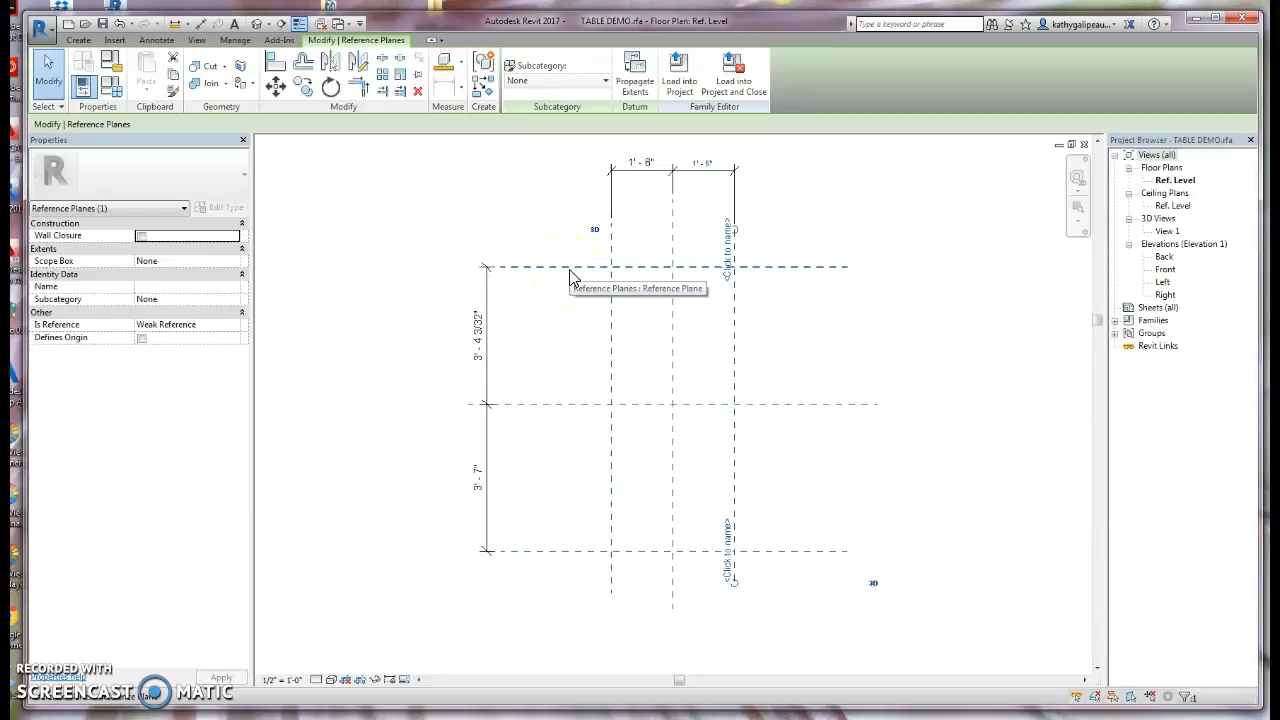 Autodesk Revit 2017 - TABLE DEMO.rfa - Floor Plan: Ref. Level
Type a keyword or phrase
kathygalipeau...
Create Insert Annotate View Manage Add-Ins Modify | Reference Planes
Modify
Paste
Cut
Join
Subcategory:
None
Propagate
Extents
Load into
Project
Load into
Project and Close
Select Properties Clipboard Geometry Modify Measure Create Subcategory Datum Family Editor
Modify | Reference Planes
Properties
Reference Planes (1)
Edit Type
Construction
Wall Closure
Extents
Scope Box None
Identity Data
Name
Subcategory None
Other
Is Reference Weak Reference
Defines Origin
Properties help
Apply
1' - 6"
1' - 6"
3D
<Click to name>
Reference Planes : Reference Plane
3' - 4 3/32"
3' - 7"
<Click to name>
3D
1/2" = 1'-0"
Project Browser - TABLE DEMO.rfa
Views (all)
Floor Plans
Ref. Level
Ceiling Plans
Ref. Level
3D Views
View 1
Elevations (Elevation 1)
Back
Front
Left
Right
Sheets (all)
Families
Groups
Revit Links
:1
RECORDED WITH
SCREENCAST MATIC